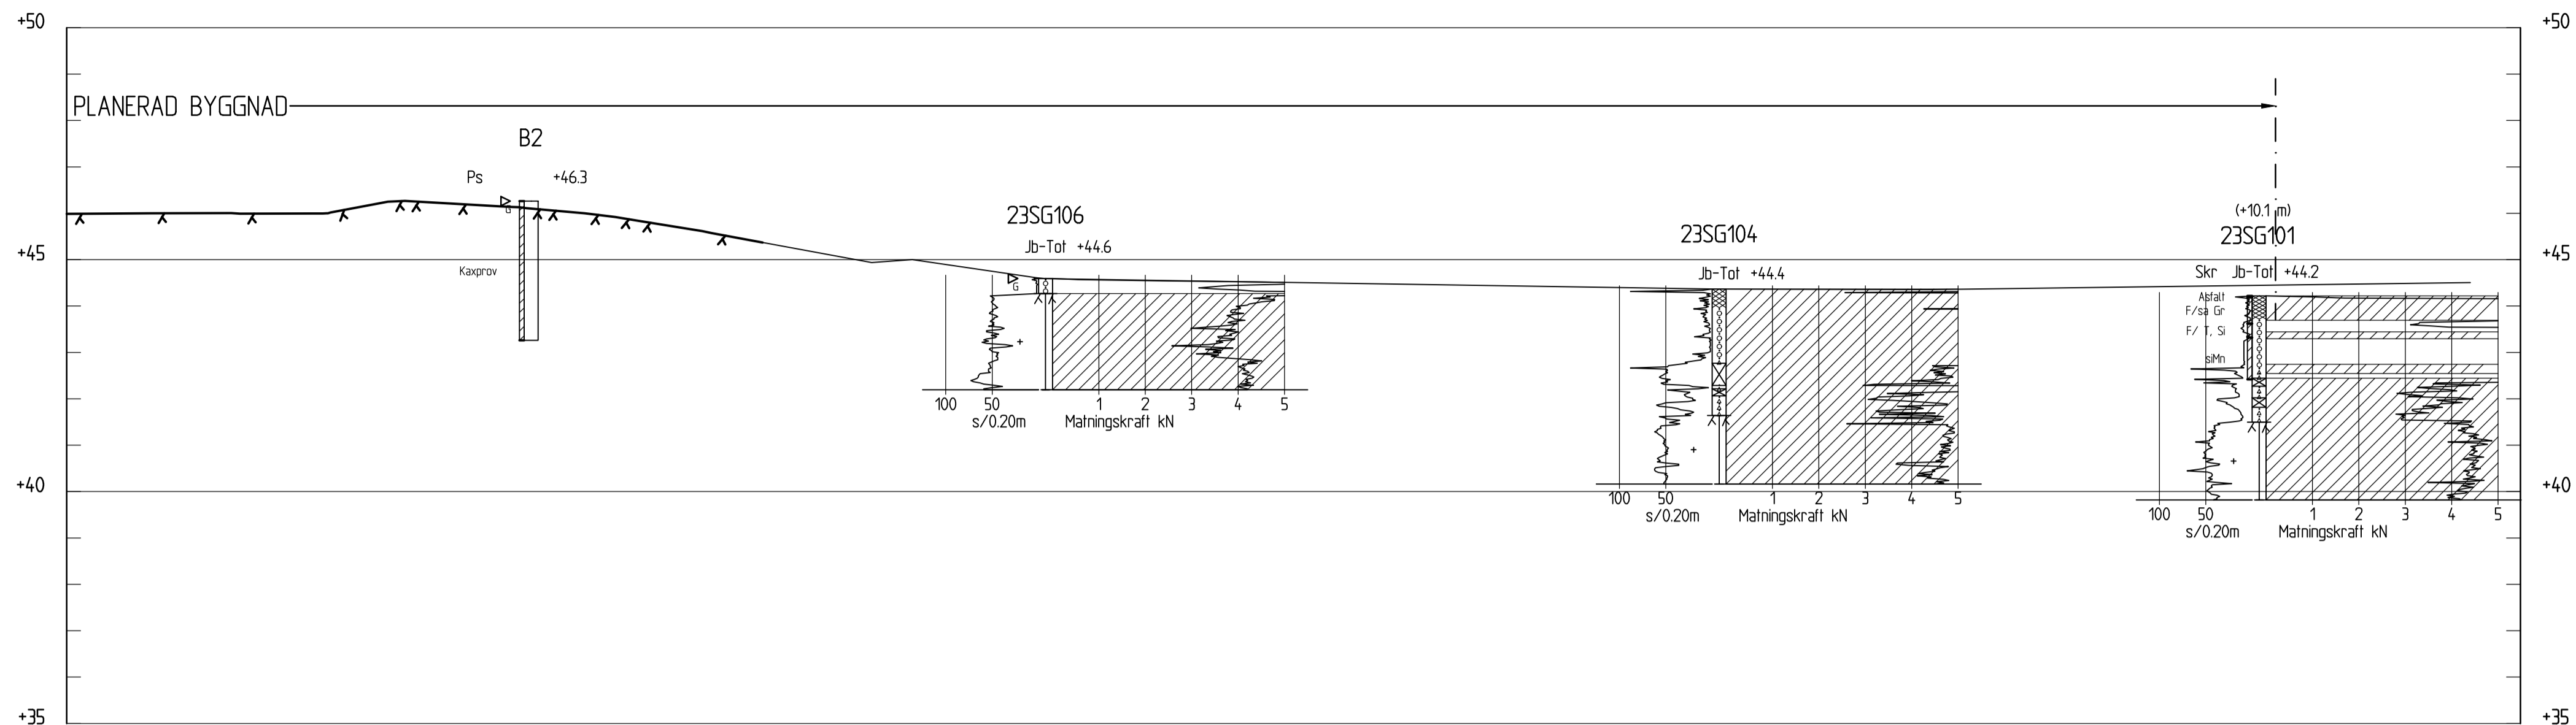 +50 +50
PLANERAD BYGGNAD
B2
Ps +46.3
G
Kaxprov
23SG106
Jb-Tot +44.6
G
100 50 1 2 3 4 5
s/0.20m Matningskraft kN
23SG104
Jb-Tot +44.4
100 50 1 2 3 4 5
s/0.20m Matningskraft kN
(+10.1 m)
23SG101
Skr Jb-Tot +44.2
Asfalt
F/sa Gr
F/ T, Si
siMn
100 50 1 2 3 4 5
s/0.20m Matningskraft kN
+45 +45
+40 +40
+35 +35